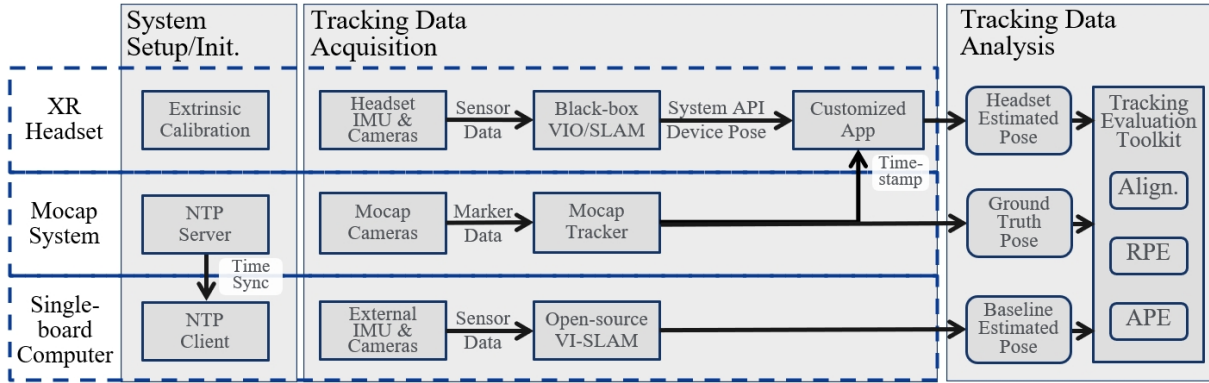 System
Setup/Init.
Tracking Data
Acquisition
Tracking Data
Analysis
XR
Headset
Extrinsic
Calibration
Headset
IMU &
Cameras
Sensor
Data
Black-box
VIO/SLAM
System API
Device Pose
Customized
App
Headset
Estimated
Pose
Tracking
Evaluation
Toolkit
Time-
stamp
Mocap
System
NTP
Server
Mocap
Cameras
Marker
Data
Mocap
Tracker
Ground
Truth
Pose
Align.
RPE
APE
Time
Sync
Single-
board
Computer
NTP
Client
External
IMU &
Cameras
Sensor
Data
Open-source
VI-SLAM
Baseline
Estimated
Pose